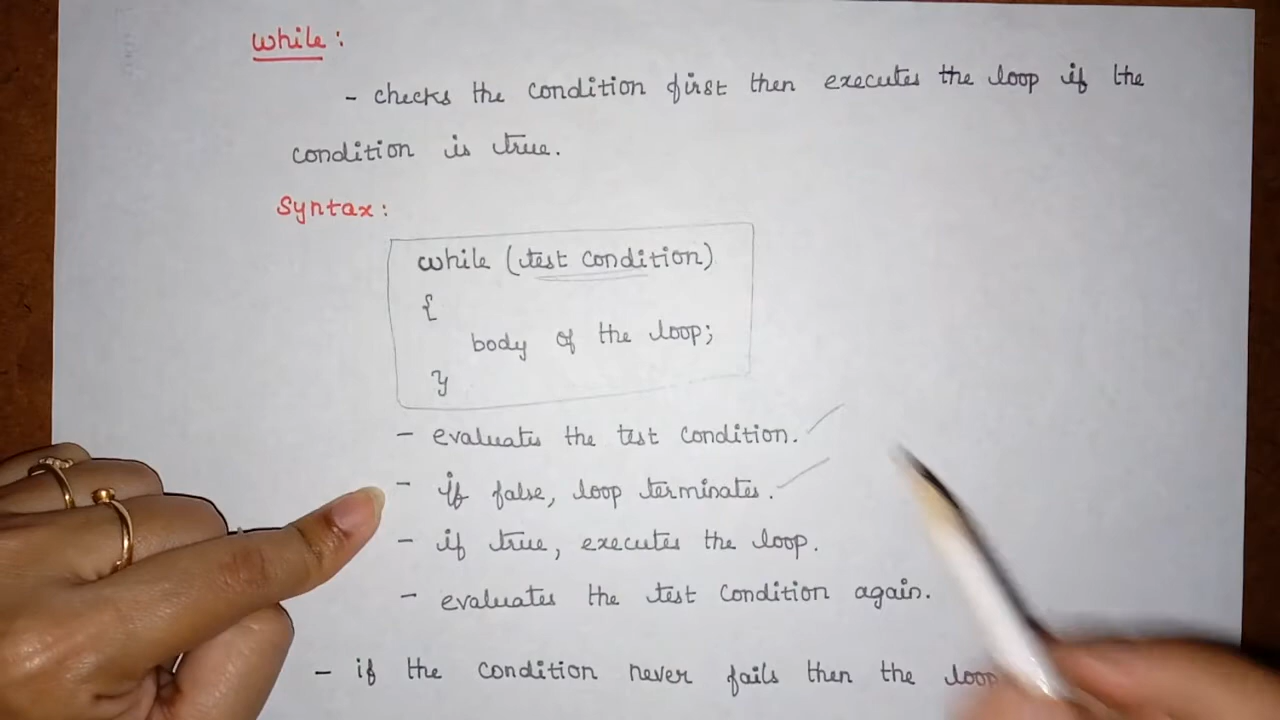 while:
- checks the condition first then executes the loop if the
condition is true.
Syntax:
while (test condition)
{
body of the loop;
}
- evaluates the test condition.
- if false, loop terminates.
- if true, executes the loop.
- evaluates the test condition again.
- if the condition never fails then the loop